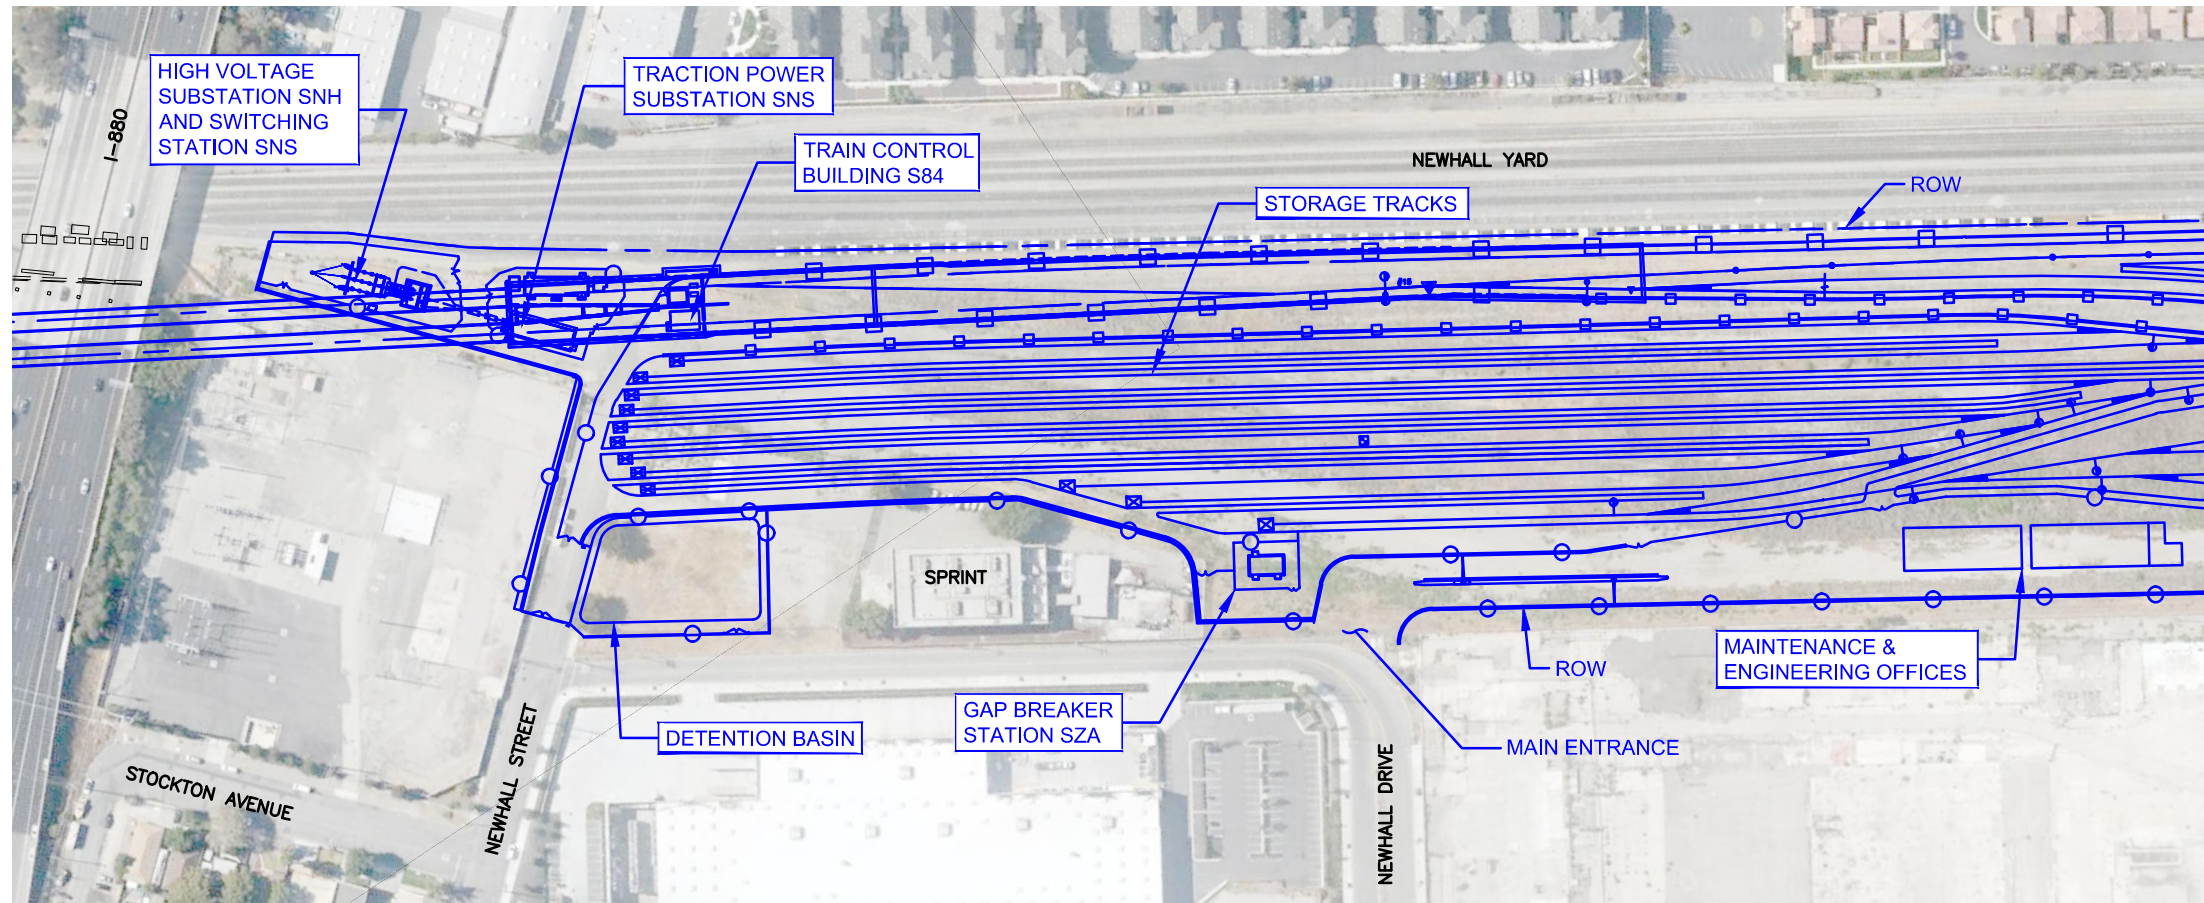 HIGH VOLTAGE
SUBSTATION SNH
AND SWITCHING
STATION SNS
I-880
TRACTION POWER
SUBSTATION SNS
TRAIN CONTROL
BUILDING S84
NEWHALL YARD
STORAGE TRACKS
ROW
#15
SPRINT
DETENTION BASIN
GAP BREAKER
STATION SZA
MAIN ENTRANCE
ROW
MAINTENANCE &
ENGINEERING OFFICES
STOCKTON AVENUE
NEWHALL STREET
NEWHALL DRIVE